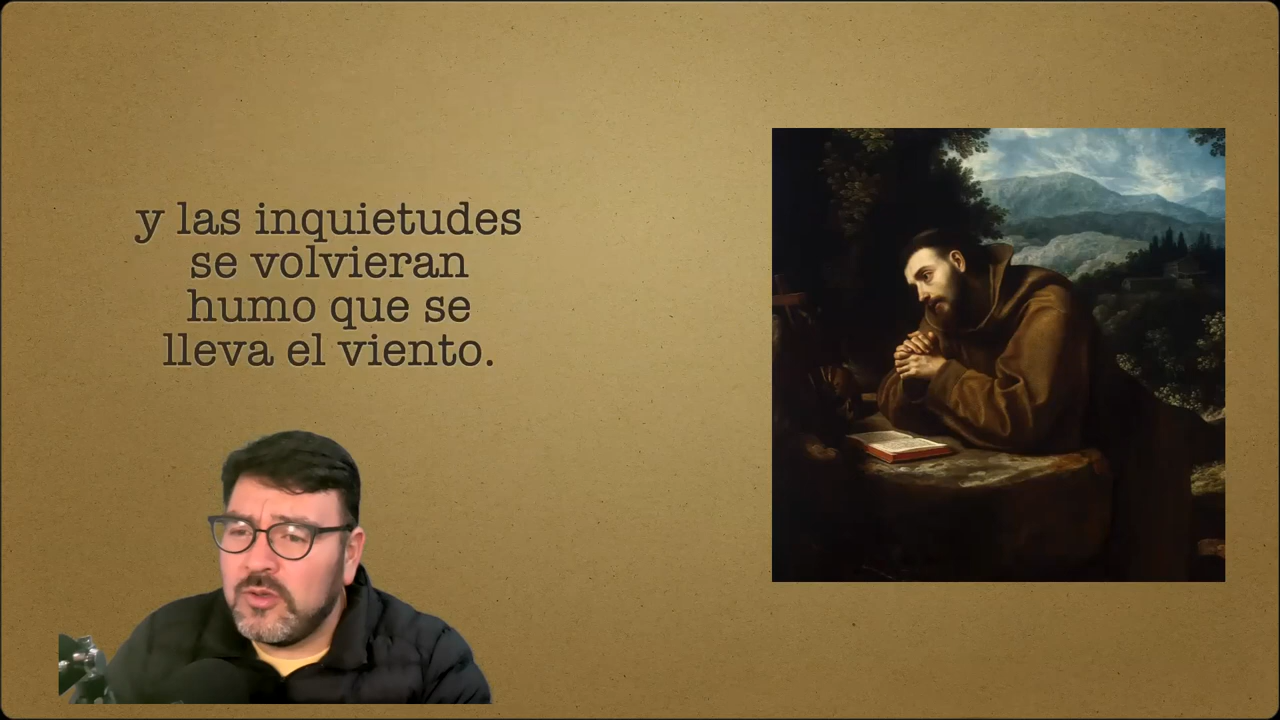 y las inquietudes
se volvieran
humo que se
lleva el viento.